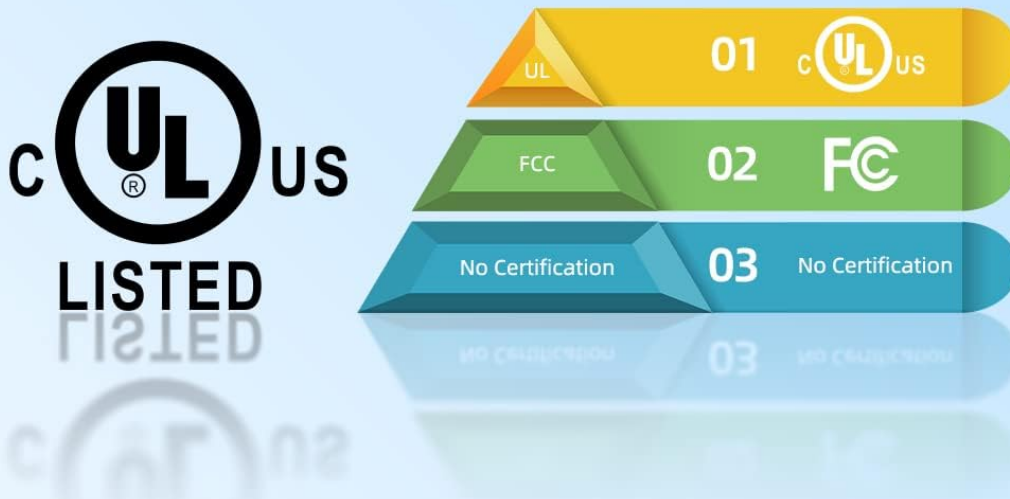 C UL US
®
LISTED
UL 01 C UL US
®
FCC 02 FC
No Certification 03 No Certification